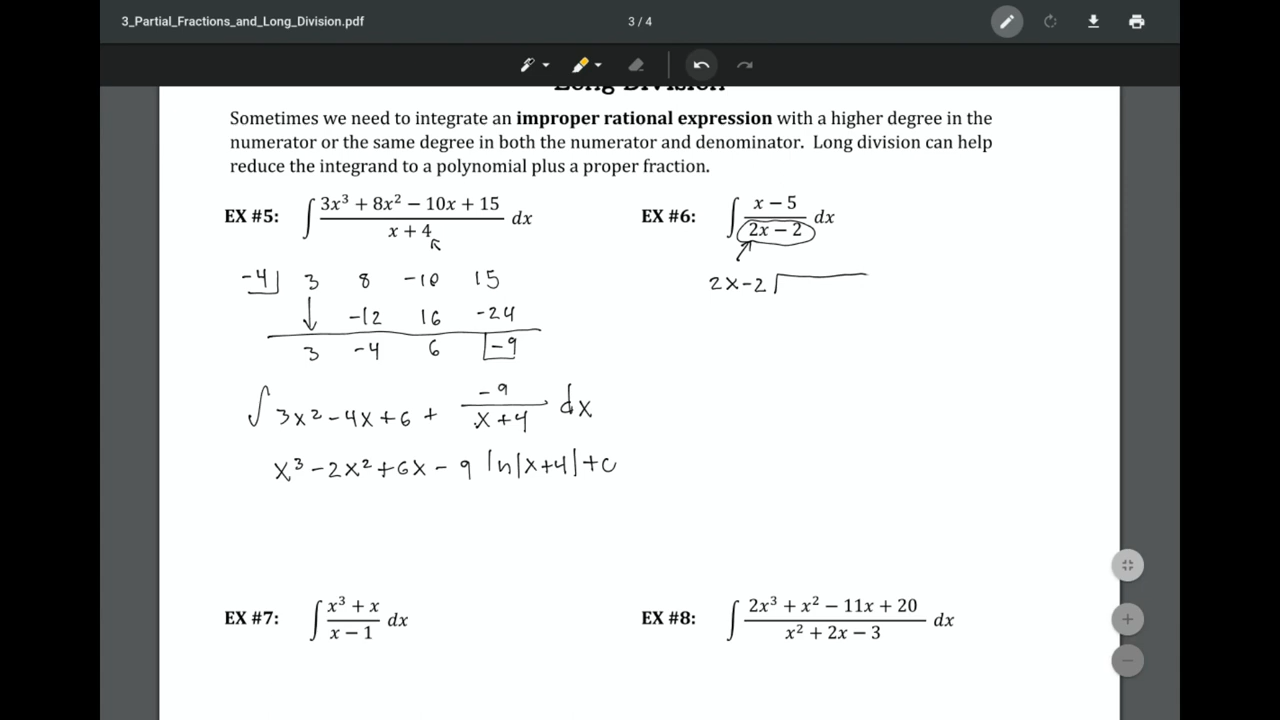 3_Partial_Fractions_and_Long_Division.pdf
3 / 4
Long Division
Sometimes we need to integrate an improper rational expression with a higher degree in the
numerator or the same degree in both the numerator and denominator. Long division can help
reduce the integrand to a polynomial plus a proper fraction.
EX #5: ∫ (3x³ + 8x² − 10x + 15)/(x + 4) dx
-4 3 8 -10 15
↓ -12 16 -24
3 -4 6 -9
∫ 3x² - 4x + 6 + -9/(x+4) dx
x³ - 2x² + 6x - 9 ln|x+4| + c
EX #6: ∫ (x − 5)/(2x − 2) dx
2x-2
EX #7: ∫ (x³ + x)/(x − 1) dx
EX #8: ∫ (2x³ + x² − 11x + 20)/(x² + 2x − 3) dx